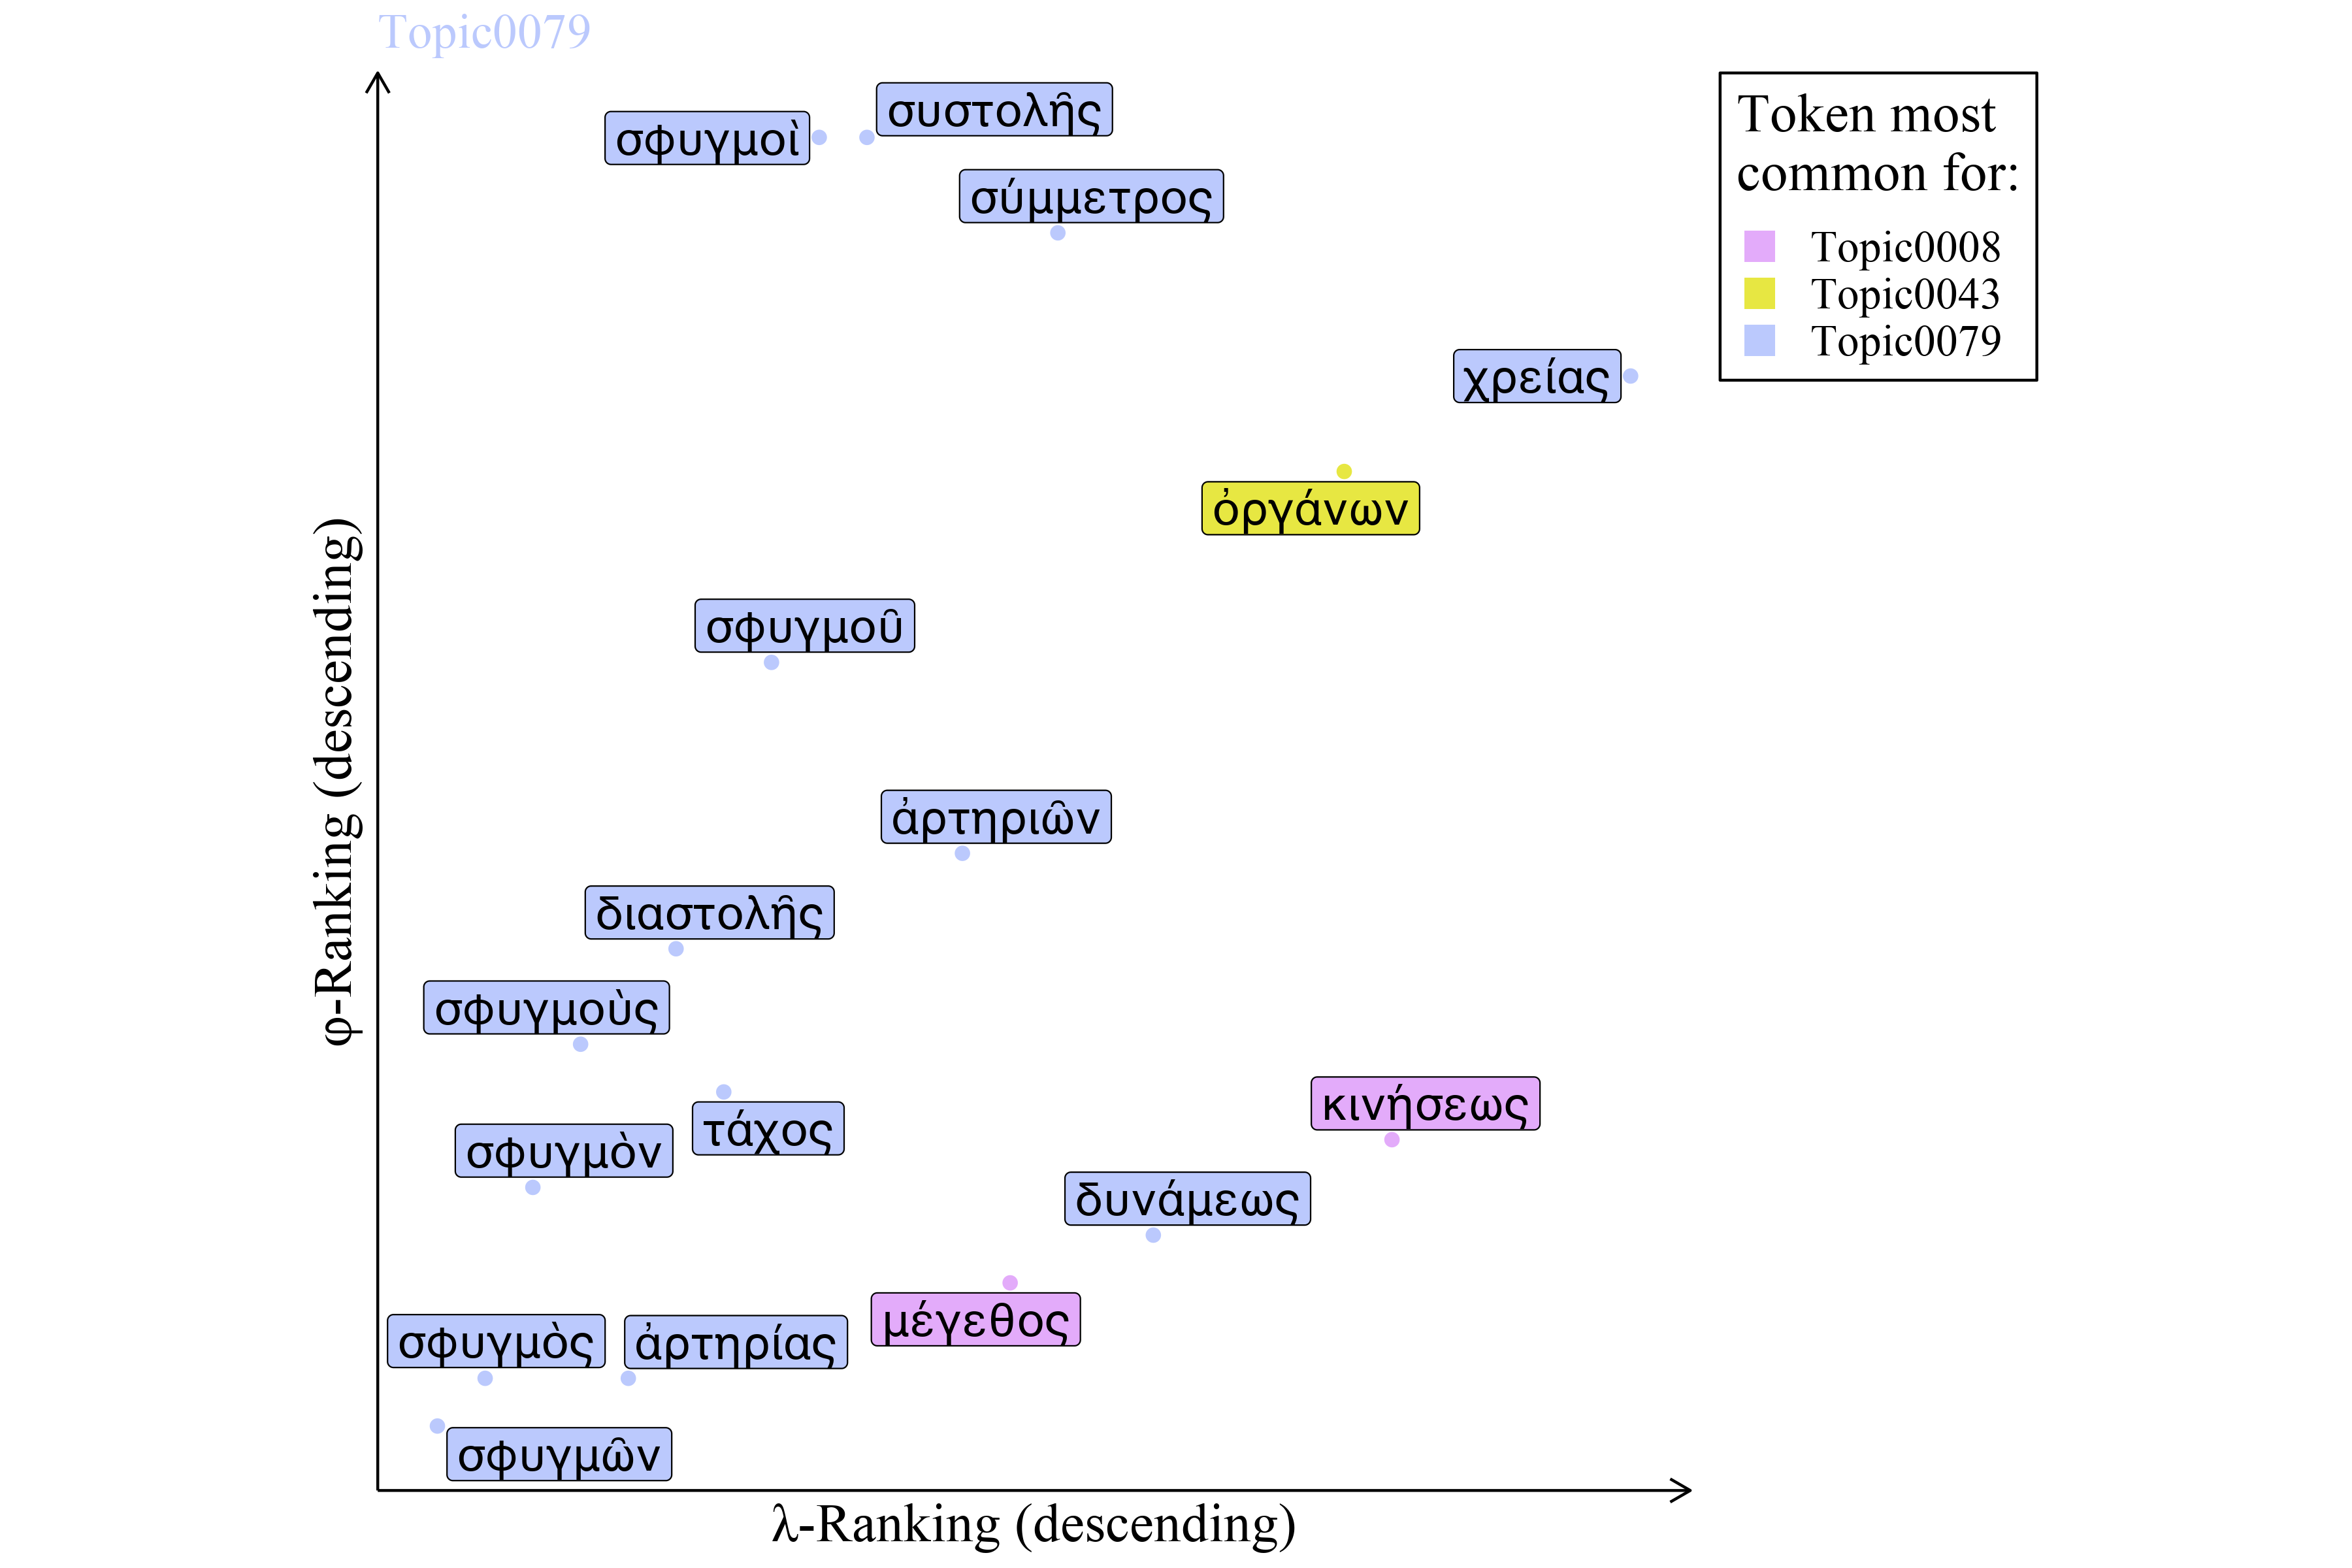 Topic0079
συστολῆς
σφυγμοὶ
σύμμετρος
χρείας
ὀργάνων
σφυγμοῦ
ἀρτηριῶν
διαστολῆς
σφυγμοὺς
τάχος
κινήσεως
σφυγμὸν
δυνάμεως
μέγεθος
σφυγμὸς
ἀρτηρίας
σφυγμῶν
φ-Ranking (descending)
λ-Ranking (descending)
Token most
common for:
Topic0008
Topic0043
Topic0079